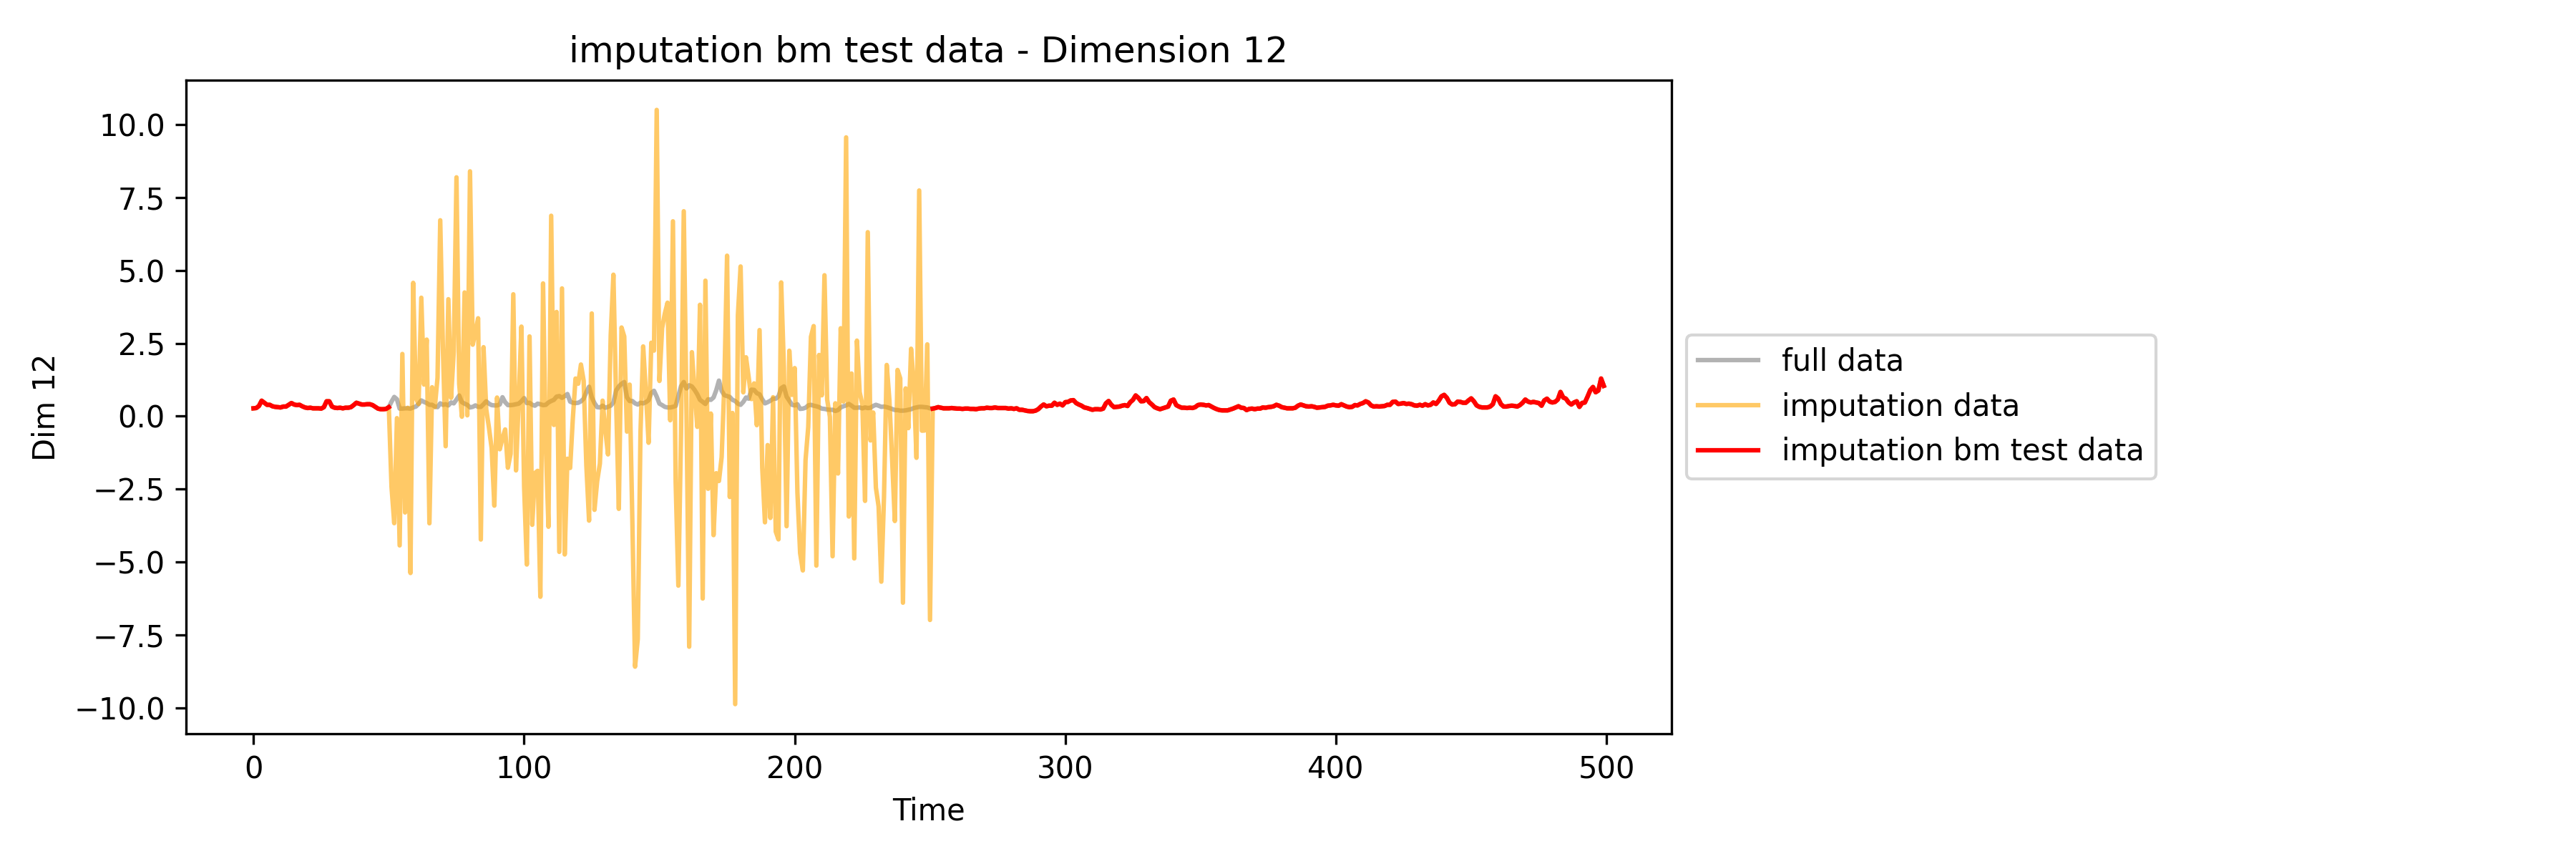 imputation bm test data - Dimension 12
10.0
7.5
5.0
2.5
0.0
−2.5
−5.0
−7.5
−10.0
Dim 12
0
100
200
300
400
500
Time
full data
imputation data
imputation bm test data